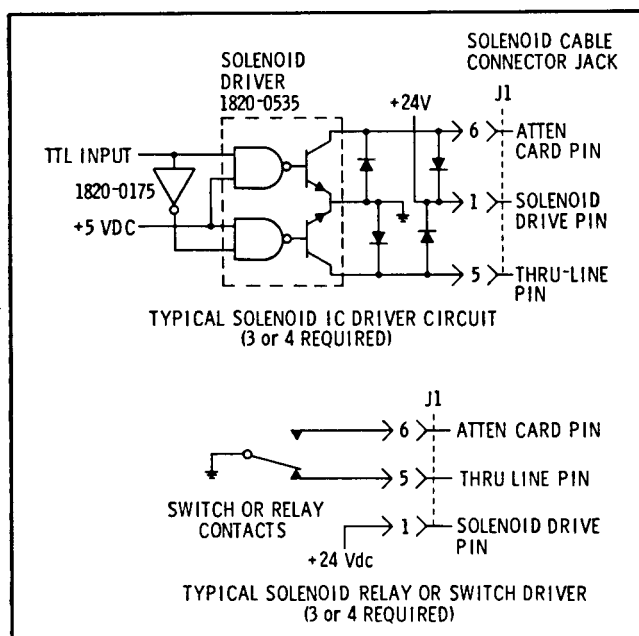 SOLENOID CABLE
CONNECTOR JACK
SOLENOID
DRIVER
1820-0535
+24V
J1
6
ATTEN
CARD PIN
TTL INPUT
1820-0175
1
SOLENOID
DRIVE PIN
+5 VDC
5
THRU-LINE
PIN
TYPICAL SOLENOID IC DRIVER CIRCUIT
(3 or 4 REQUIRED)
J1
6 ATTEN CARD PIN
5 THRU LINE PIN
SWITCH OR RELAY
CONTACTS
1 SOLENOID DRIVE
PIN
+24 Vdc
TYPICAL SOLENOID RELAY OR SWITCH DRIVER
(3 or 4 REQUIRED)